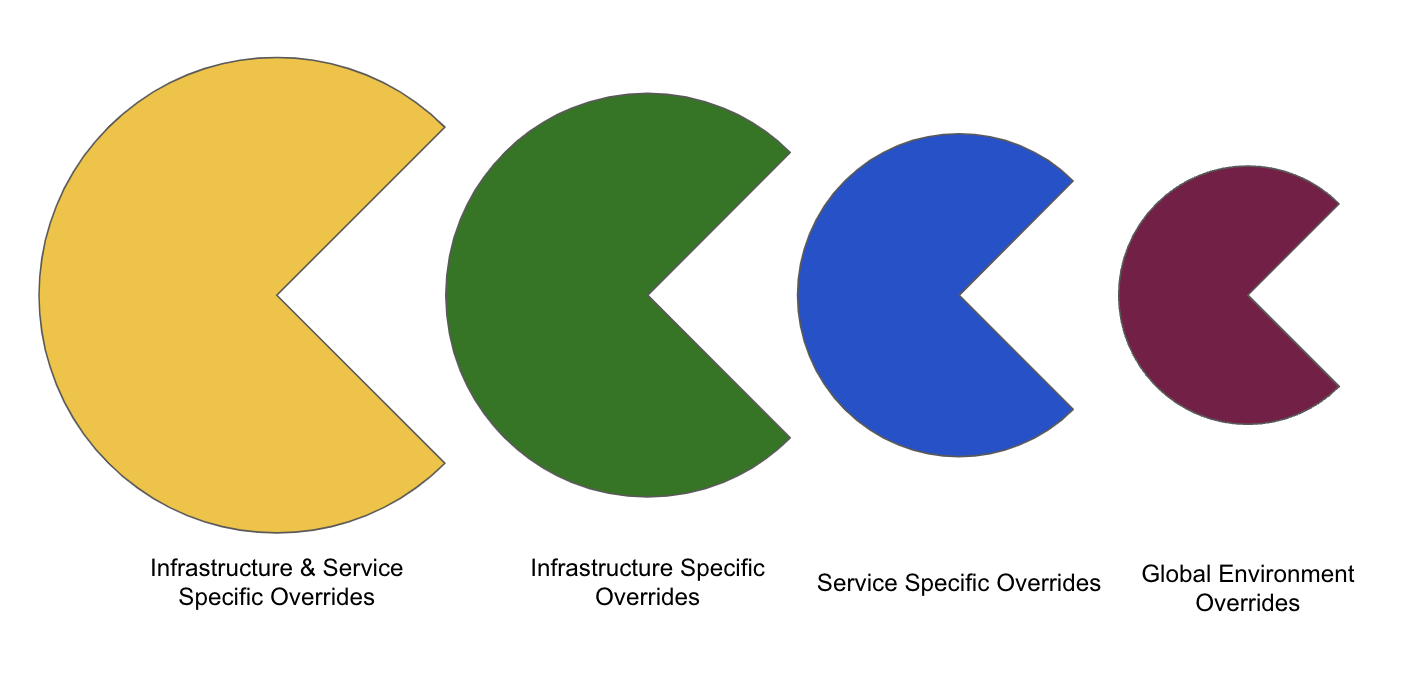 Infrastructure & Service
Specific Overrides
Infrastructure Specific
Overrides
Service Specific Overrides
Global Environment
Overrides